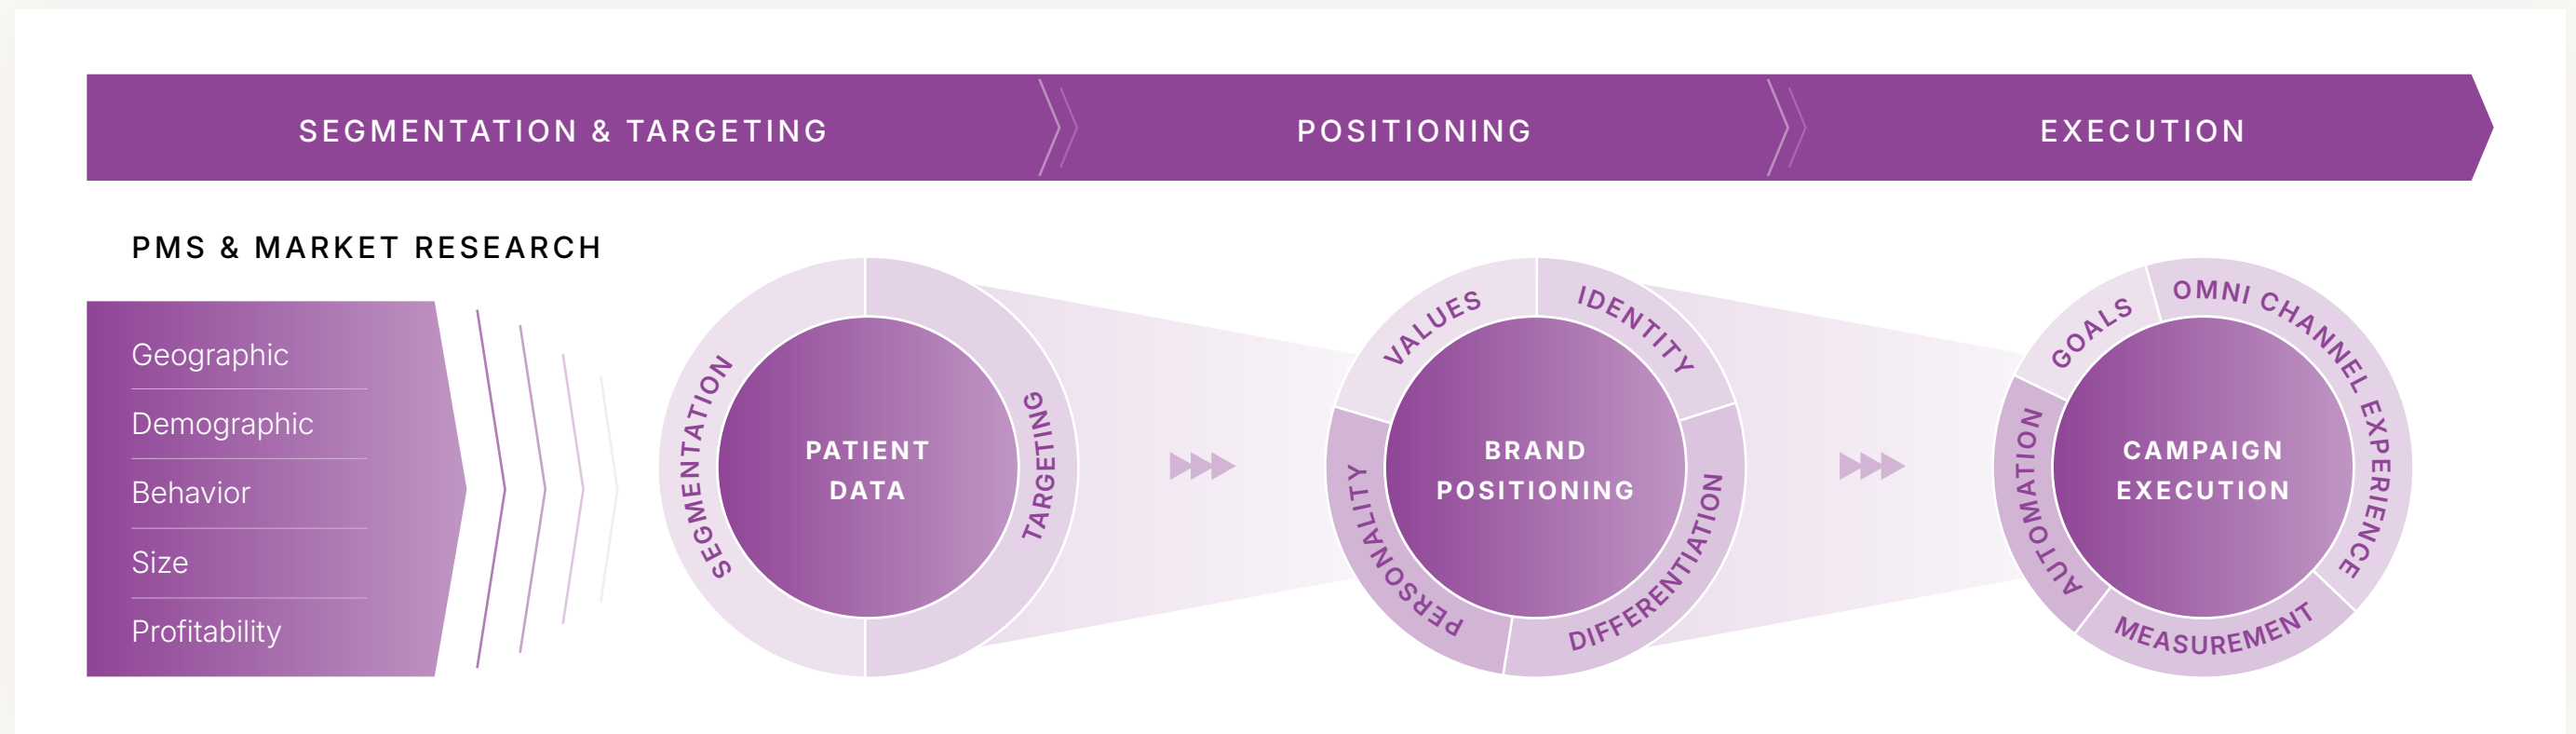 SEGMENTATION & TARGETING
POSITIONING
EXECUTION
PMS & MARKET RESEARCH
Geographic
Demographic
Behavior
Size
Profitability
SEGMENTATION
TARGETING
PATIENT
DATA
VALUES
IDENTITY
PERSONALITY
DIFFERENTIATION
BRAND
POSITIONING
GOALS
OMNI CHANNEL EXPERIENCE
AUTOMATION
MEASUREMENT
CAMPAIGN
EXECUTION